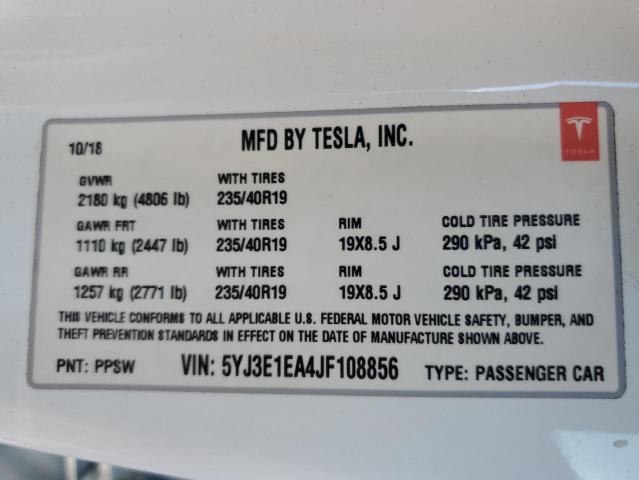 10/18 MFD BY TESLA, INC.
TESLA
GVWR WITH TIRES
2180 kg (4806 lb) 235/40R19
GAWR FRT WITH TIRES RIM COLD TIRE PRESSURE
1110 kg (2447 lb) 235/40R19 19X8.5 J 290 kPa, 42 psi
GAWR RR WITH TIRES RIM COLD TIRE PRESSURE
1257 kg (2771 lb) 235/40R19 19X8.5 J 290 kPa, 42 psi
THIS VEHICLE CONFORMS TO ALL APPLICABLE U.S. FEDERAL MOTOR VEHICLE SAFETY, BUMPER, AND
THEFT PREVENTION STANDARDS IN EFFECT ON THE DATE OF MANUFACTURE SHOWN ABOVE.
PNT: PPSW VIN: 5YJ3E1EA4JF108856 TYPE: PASSENGER CAR